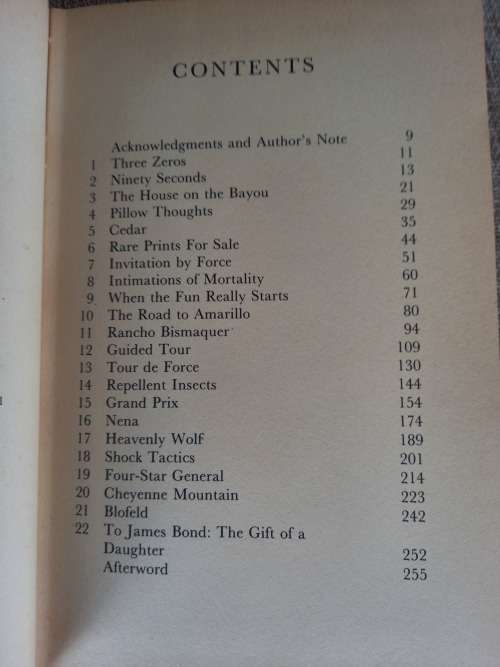 CONTENTS
Acknowledgments and Author's Note 9
1 Three Zeros 11
2 Ninety Seconds 13
3 The House on the Bayou 21
4 Pillow Thoughts 29
5 Cedar 35
6 Rare Prints For Sale 44
7 Invitation by Force 51
8 Intimations of Mortality 60
9 When the Fun Really Starts 71
10 The Road to Amarillo 80
11 Rancho Bismaquer 94
12 Guided Tour 109
13 Tour de Force 130
14 Repellent Insects 144
15 Grand Prix 154
16 Nena 174
17 Heavenly Wolf 189
18 Shock Tactics 201
19 Four-Star General 214
20 Cheyenne Mountain 223
21 Blofeld 242
22 To James Bond: The Gift of a
Daughter 252
Afterword 255